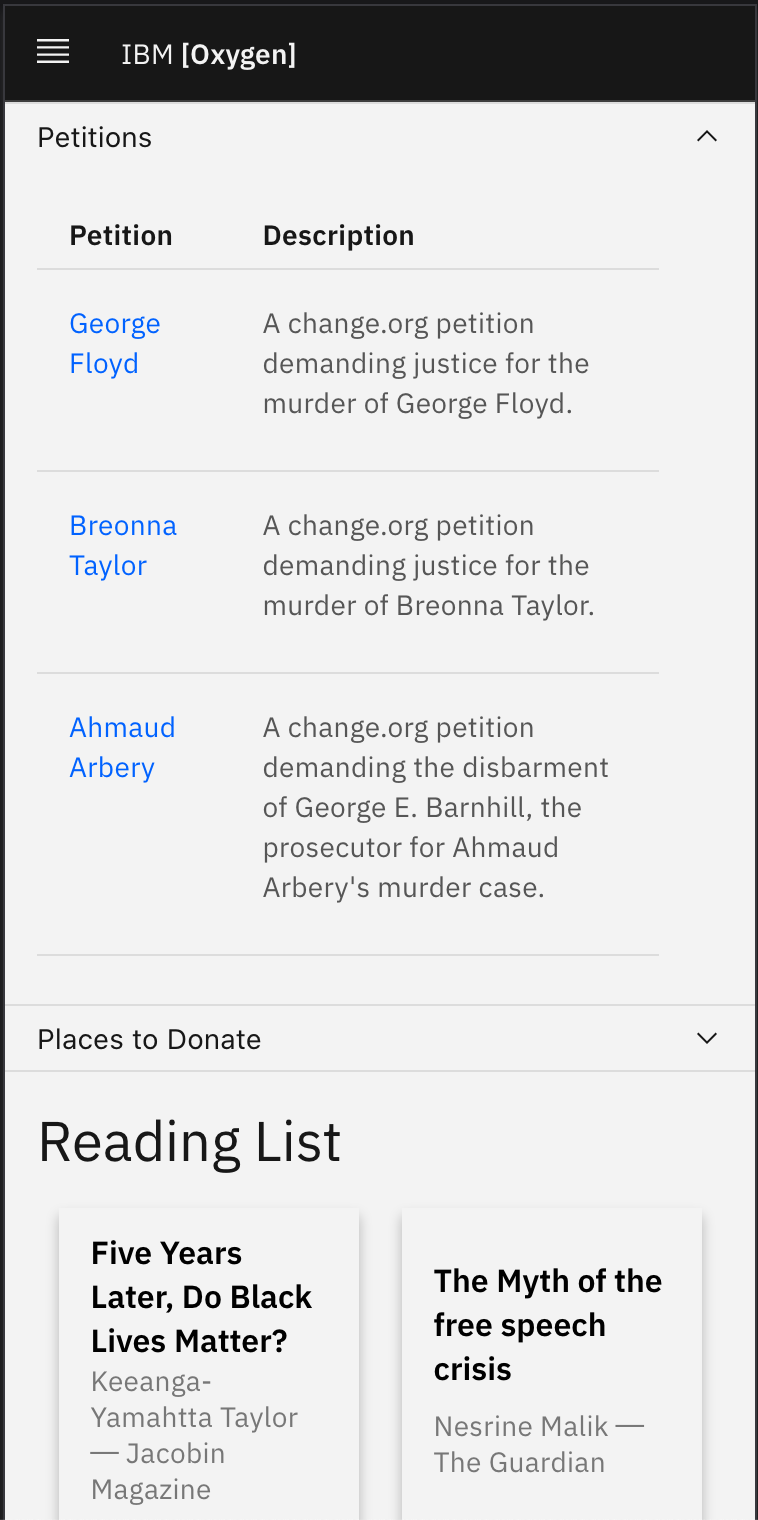 IBM [Oxygen]
Petitions
Petition Description
George
Floyd
A change.org petition
demanding justice for the
murder of George Floyd.
Breonna
Taylor
A change.org petition
demanding justice for the
murder of Breonna Taylor.
Ahmaud
Arbery
A change.org petition
demanding the disbarment
of George E. Barnhill, the
prosecutor for Ahmaud
Arbery's murder case.
Places to Donate
Reading List
Five Years
Later, Do Black
Lives Matter?
Keeanga-
Yamahtta Taylor
— Jacobin
Magazine
The Myth of the
free speech
crisis
Nesrine Malik —
The Guardian